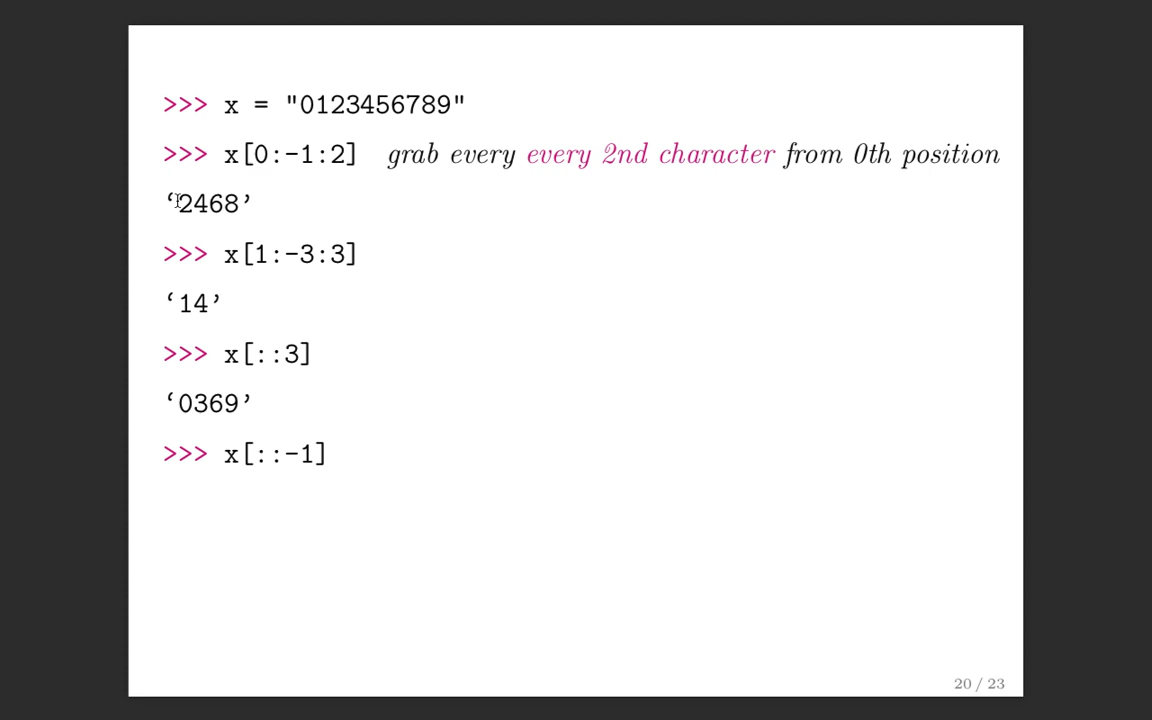 >>> x = "0123456789"
>>> x[0:-1:2] grab every every 2nd character from 0th position
‘2468’
>>> x[1:-3:3]
‘14’
>>> x[::3]
‘0369’
>>> x[::-1]
20 / 23